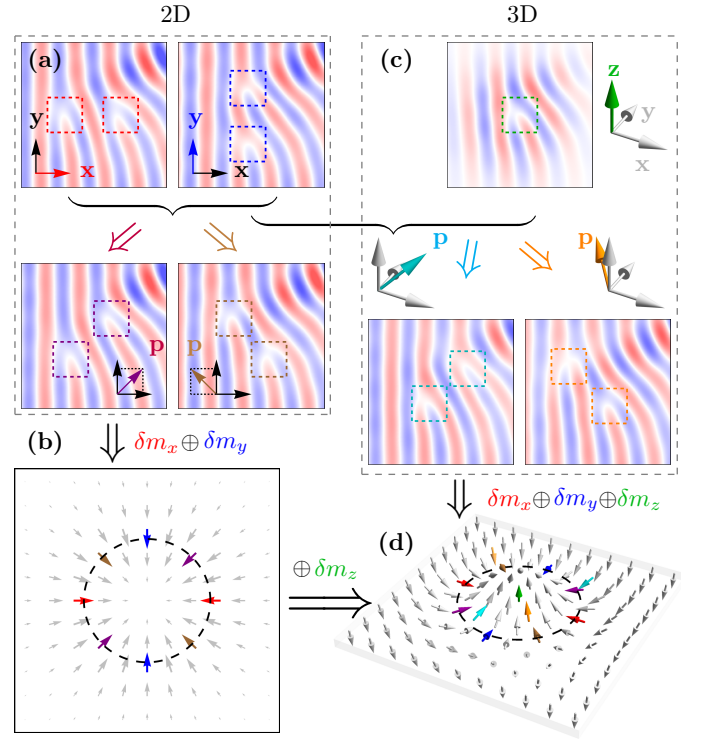 2D 3D
(a)
y x
y x
(c)
z y x
p p
p p
(b)
δm_x ⊕ δm_y
δm_x ⊕ δm_y ⊕ δm_z
(d)
⊕ δm_z